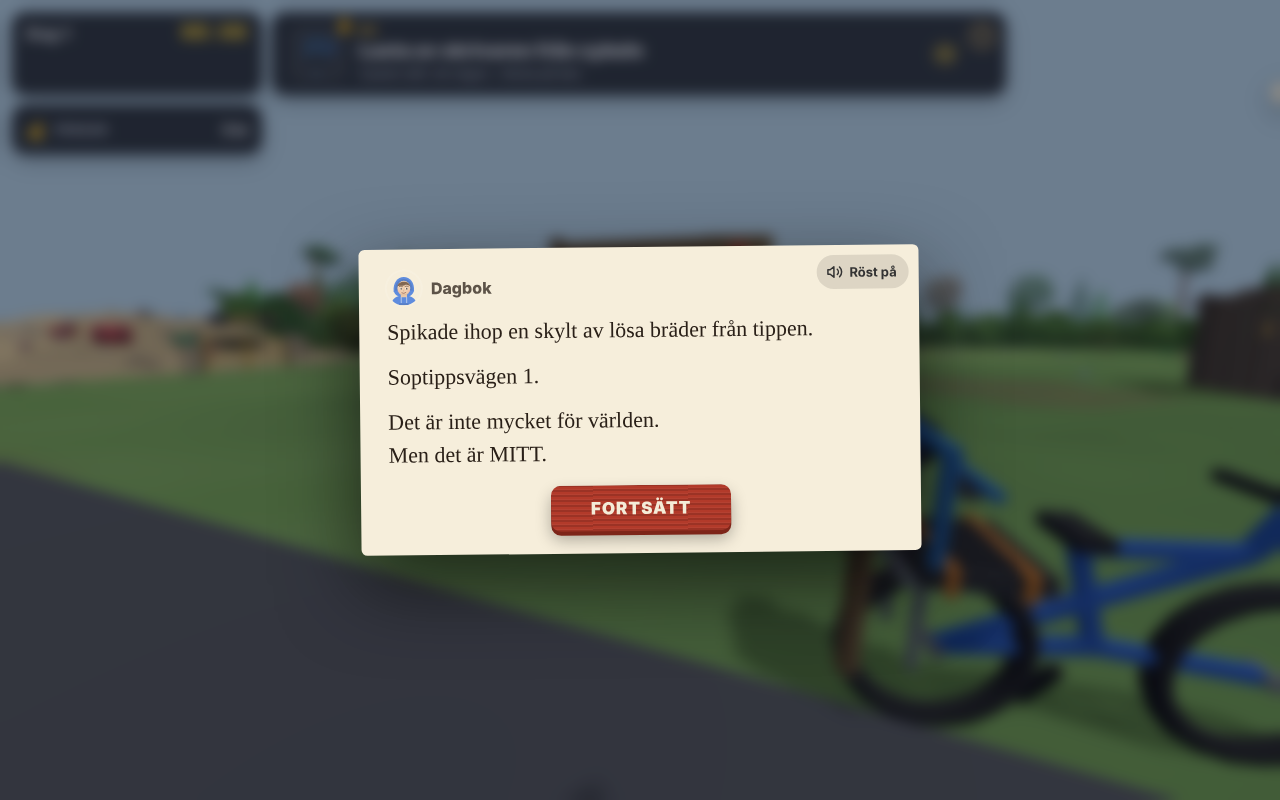 Dagbok
Röst på
Spikade ihop en skylt av lösa bräder från tippen.
Soptippsvägen 1.
Det är inte mycket för världen.
Men det är MITT.
FORTSÄTT